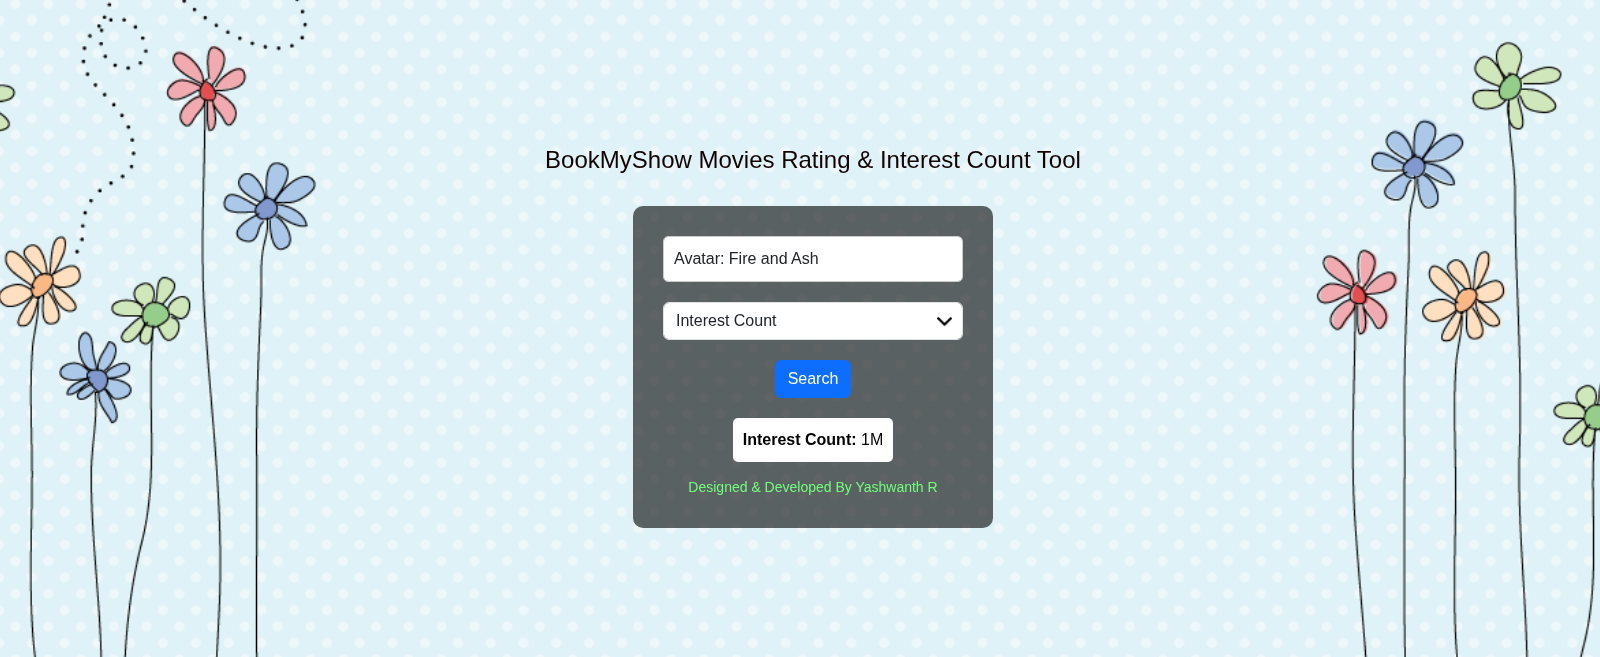 BookMyShow Movies Rating & Interest Count Tool
Avatar: Fire and Ash
Interest Count
Search
Interest Count: 1M
Designed & Developed By Yashwanth R